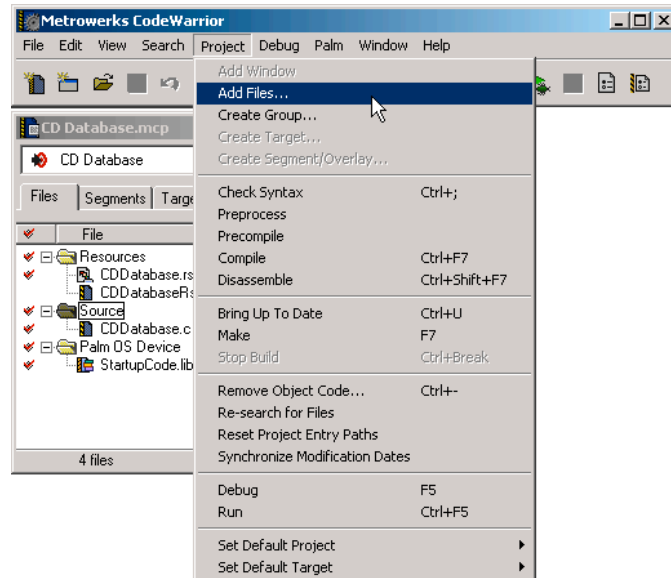 Metrowerks CodeWarrior
File Edit View Search Project Debug Palm Window Help
Add Window
Add Files...
Create Group...
Create Target...
Create Segment/Overlay...
Check Syntax Ctrl+;
Preprocess
Precompile
Compile Ctrl+F7
Disassemble Ctrl+Shift+F7
Bring Up To Date Ctrl+U
Make F7
Stop Build Ctrl+Break
Remove Object Code... Ctrl+-
Re-search for Files
Reset Project Entry Paths
Synchronize Modification Dates
Debug F5
Run Ctrl+F5
Set Default Project
Set Default Target
CD Database.mcp
CD Database
Files Segments Targe
File
Resources
CDDatabase.rs
CDDatabaseRs
Source
CDDatabase.c
Palm OS Device
StartupCode.lib
4 files